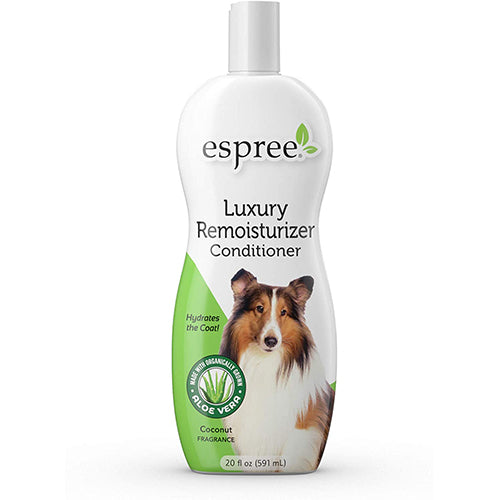 espree
Luxury
Remoisturizer
Conditioner
Hydrates
the Coat!
MADE WITH ORGANICALLY GROWN
ALOE VERA
Coconut
FRAGRANCE
20 fl oz (591 mL)